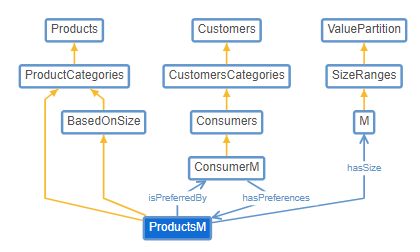 Products Customers ValuePartition
ProductCategories CustomersCategories SizeRanges
BasedOnSize Consumers M
ConsumerM
hasSize
isPreferredBy hasPreferences
ProductsM